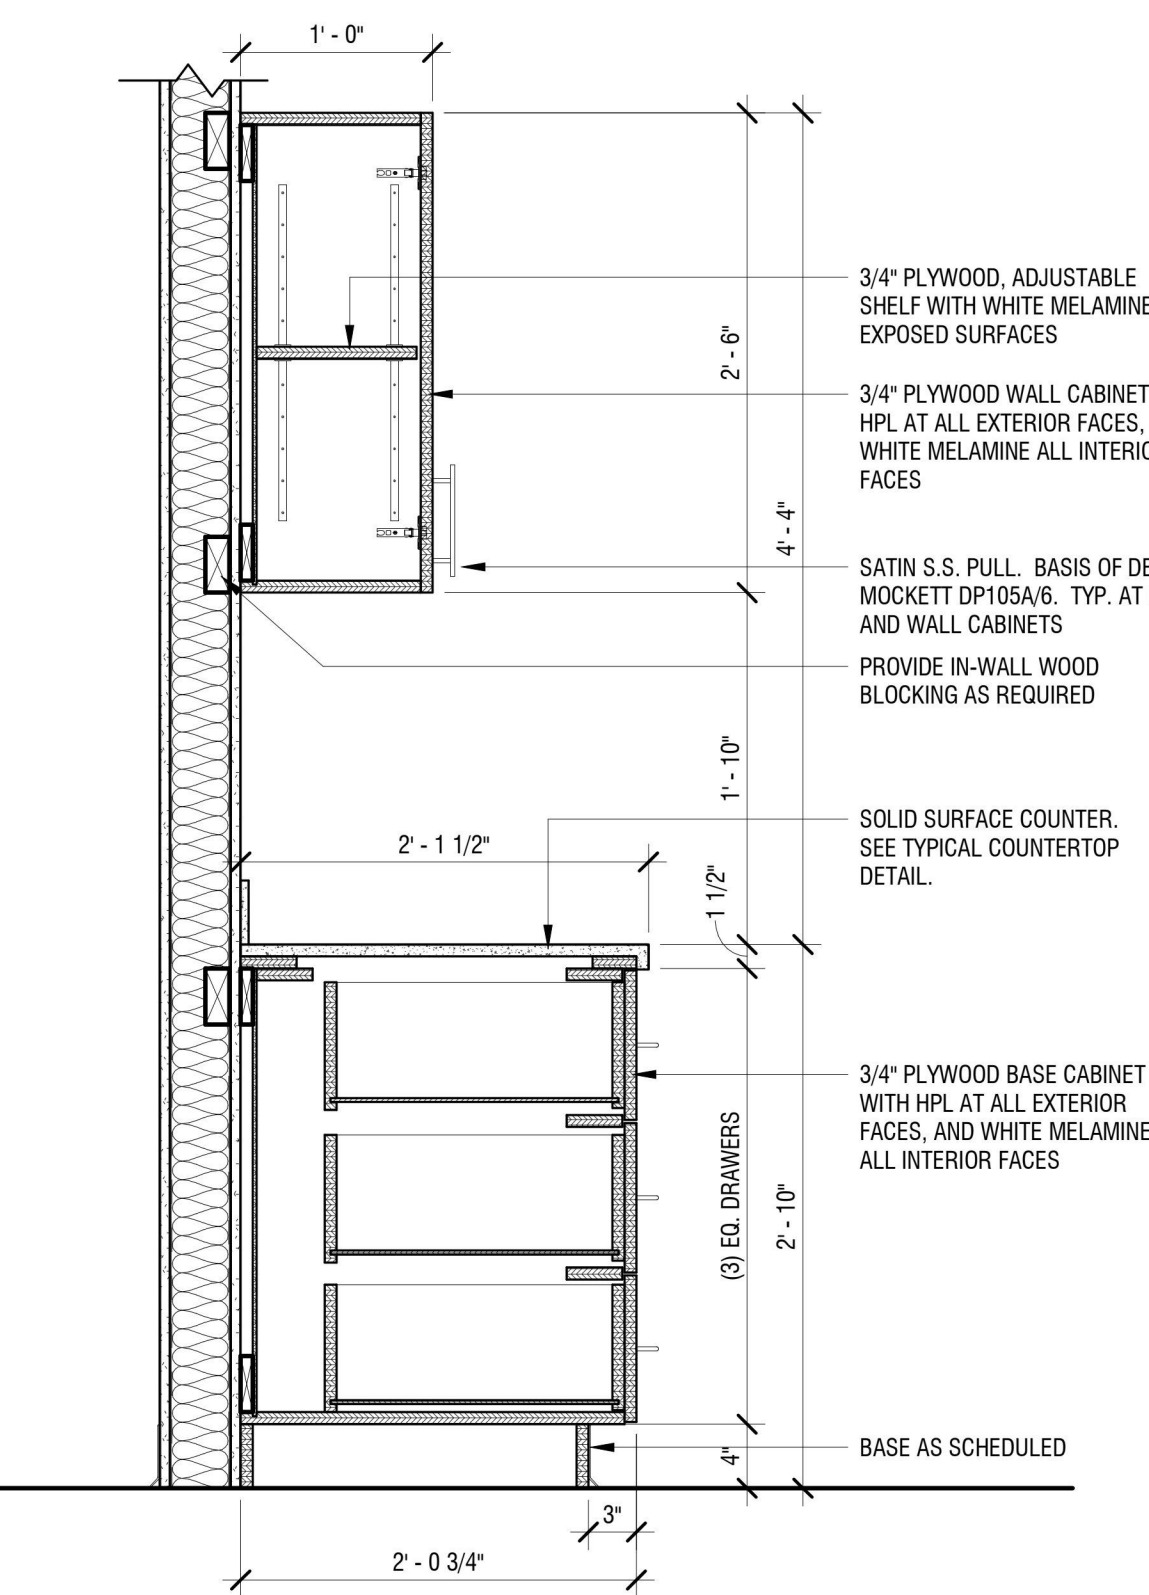 1' - 0"
3/4" PLYWOOD, ADJUSTABLE
SHELF WITH WHITE MELAMINE
EXPOSED SURFACES
2' - 6"
3/4" PLYWOOD WALL CABINET
HPL AT ALL EXTERIOR FACES,
WHITE MELAMINE ALL
FACES
4' - 4"
SATIN S.S. PULL. BASIS OF
MOCKETT DP105A/6. TYP. AT
AND WALL CABINETS
PROVIDE IN-WALL WOOD
BLOCKING AS REQUIRED
1' - 10"
SOLID SURFACE COUNTER.
SEE TYPICAL COUNTERTOP
DETAIL.
2' - 1 1/2"
1 1/2"
3/4" PLYWOOD BASE CABINET
WITH HPL AT ALL EXTERIOR
FACES, AND WHITE MELAMINE
ALL INTERIOR FACES
(3) EQ. DRAWERS
2' - 10"
BASE AS SCHEDULED
4"
3"
2' - 0 3/4"